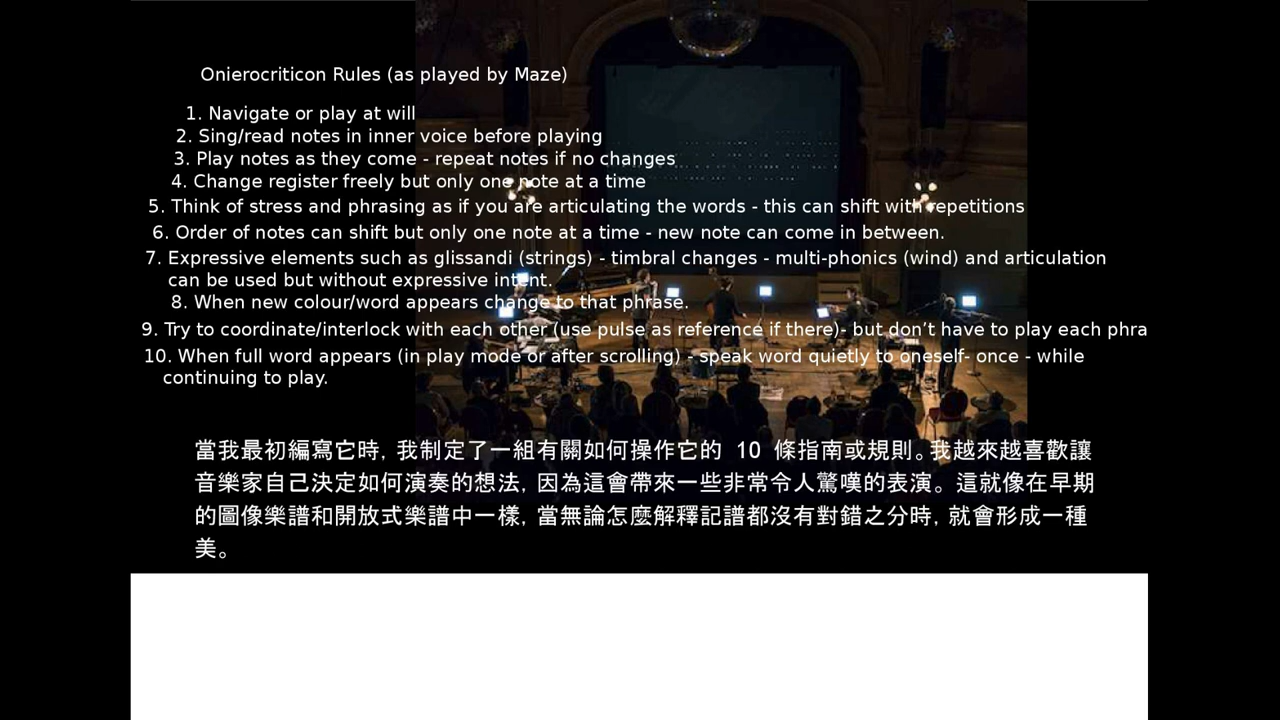 Onierocriticon Rules (as played by Maze)
1. Navigate or play at will
2. Sing/read notes in inner voice before playing
3. Play notes as they come - repeat notes if no changes
4. Change register freely but only one note at a time
5. Think of stress and phrasing as if you are articulating the words - this can shift with repetitions
6. Order of notes can shift but only one note at a time - new note can come in between.
7. Expressive elements such as glissandi (strings) - timbral changes - multi-phonics (wind) and articulation
can be used but without expressive intent.
8. When new colour/word appears change to that phrase.
9. Try to coordinate/interlock with each other (use pulse as reference if there)- but don’t have to play each phra
10. When full word appears (in play mode or after scrolling) - speak word quietly to oneself- once - while
continuing to play.
當我最初編寫它時, 我制定了一組有關如何操作它的 10 條指南或規則。我越來越喜歡讓
音樂家自己決定如何演奏的想法, 因為這會帶來一些非常令人驚嘆的表演。這就像在早期
的圖像樂譜和開放式樂譜中一樣, 當無論怎麼解釋記譜都沒有對錯之分時, 就會形成一種
美。